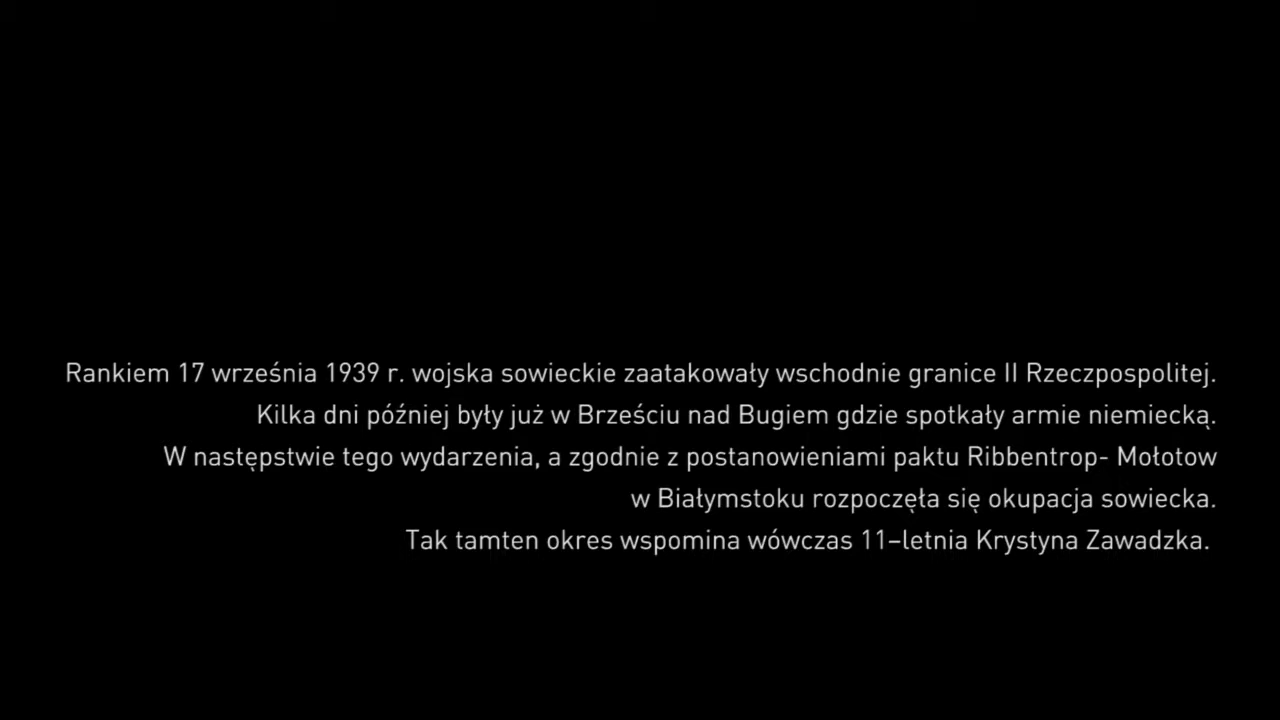 Rankiem 17 września 1939 r. wojska sowieckie zaatakowały wschodnie granice II Rzeczpospolitej.
Kilka dni później były już w Brześciu nad Bugiem gdzie spotkały armie niemiecką.
W następstwie tego wydarzenia, a zgodnie z postanowieniami paktu Ribbentrop- Mołotow
w Białymstoku rozpoczęła się okupacja sowiecka.
Tak tamten okres wspomina wówczas 11–letnia Krystyna Zawadzka.